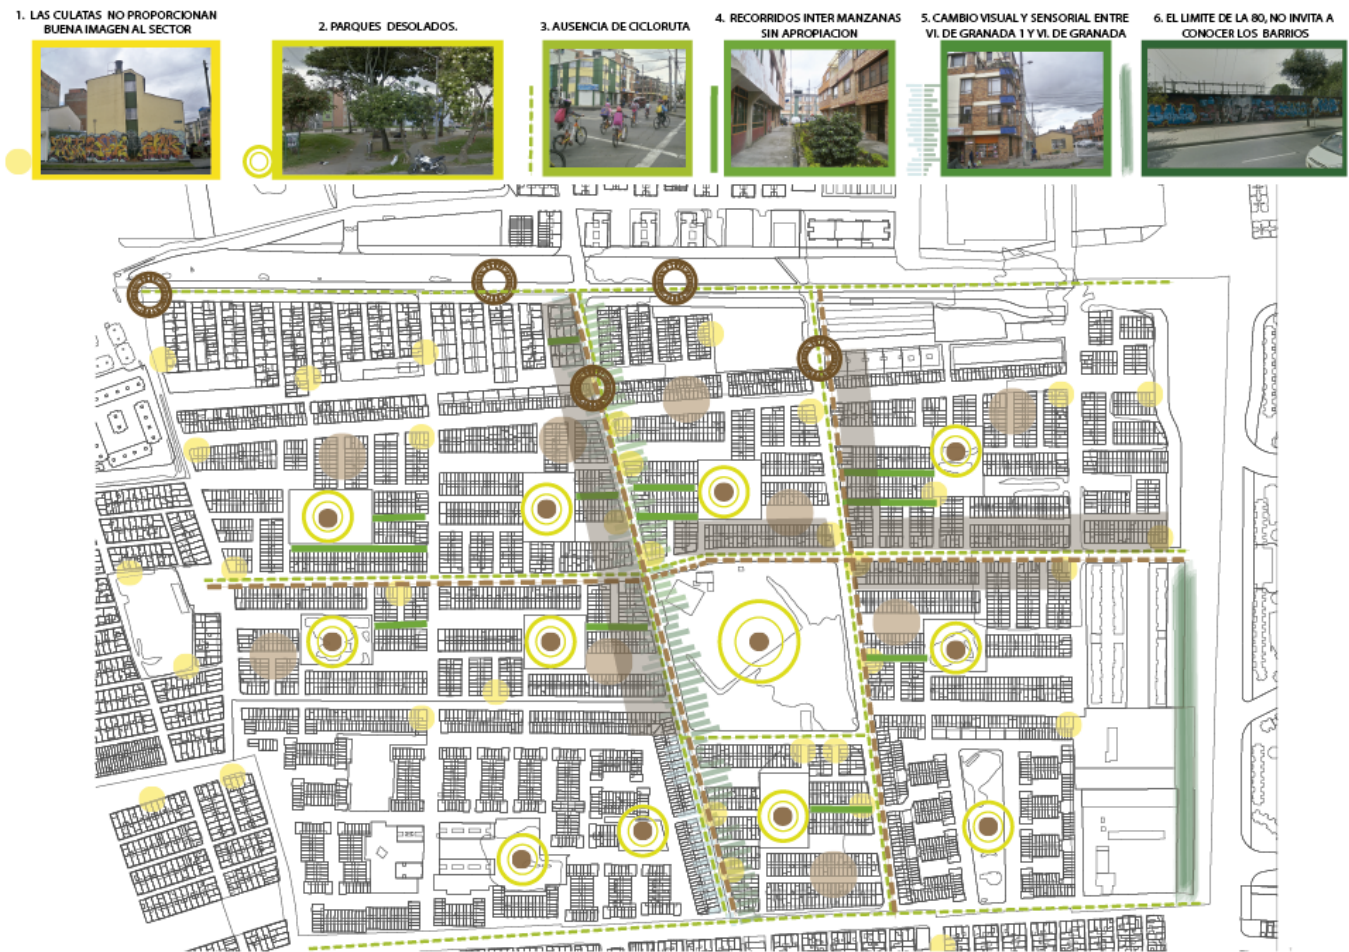 1. LAS CULATAS NO PROPORCIONAN
BUENA IMAGEN AL SECTOR
2. PARQUES DESOLADOS.
3. AUSENCIA DE CICLORUTA
4. RECORRIDOS INTER MANZANAS
SIN APROPIACION
5. CAMBIO VISUAL Y SENSORIAL ENTRE
VI. DE GRANADA 1 Y VI. DE GRANADA
6. EL LIMITE DE LA 80, NO INVITA A
CONOCER LOS BARRIOS